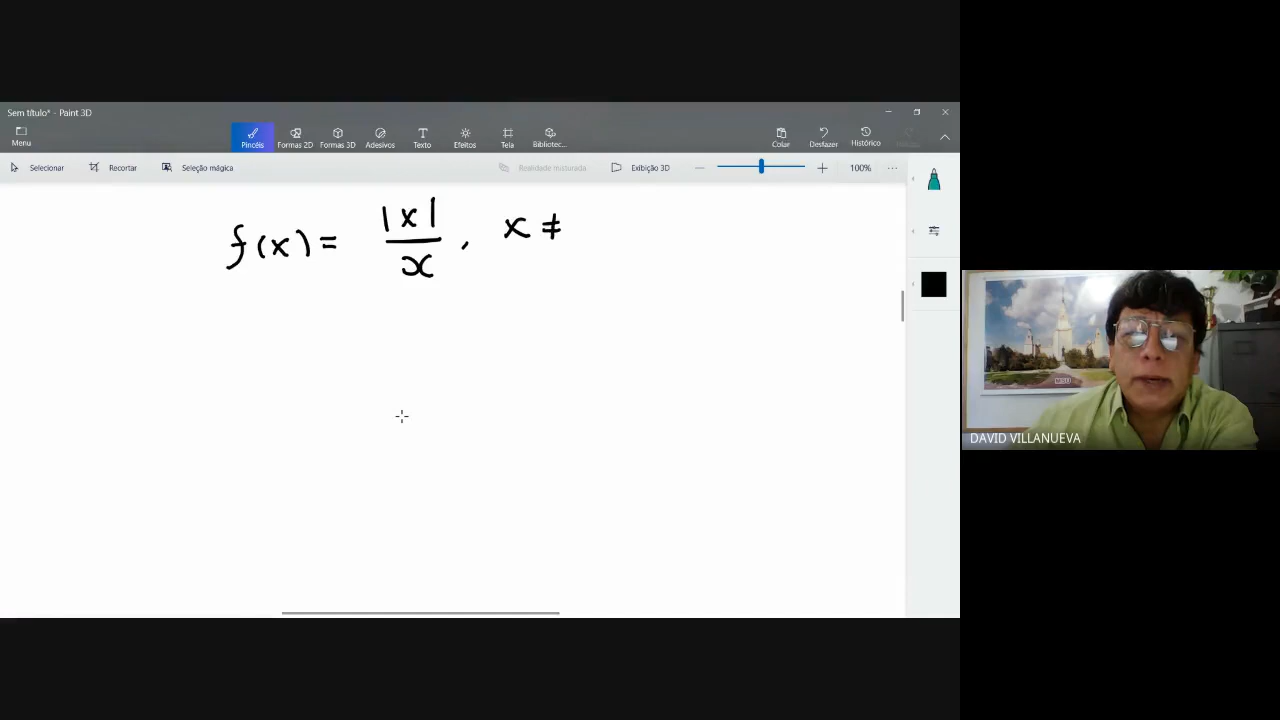 Sem título* - Paint 3D
Menu
Pincéis Formas 2D Formas 3D Adesivos Texto Efeitos Tela Bibliotec... Colar Desfazer Histórico
Selecionar Recortar Seleção mágica Realidade misturada Exibição 3D 100%
f(x) = |x|/x , x ≠
MSU
DAVID VILLANUEVA